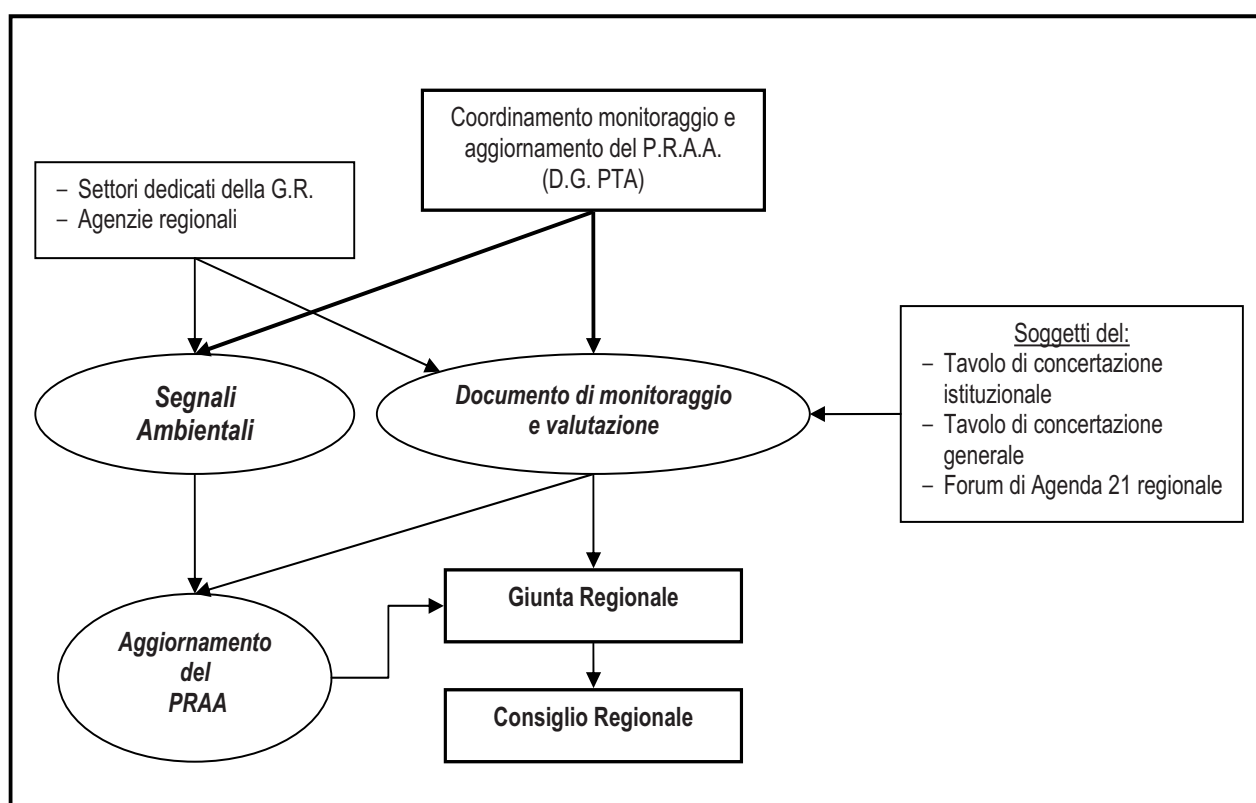 Coordinamento monitoraggio e
aggiornamento del P.R.A.A.
(D.G. PTA)
– Settori dedicati della G.R.
– Agenzie regionali
Soggetti del:
– Tavolo di concertazione
istituzionale
– Tavolo di concertazione
generale
– Forum di Agenda 21 regionale
Segnali
Ambientali
Documento di monitoraggio
e valutazione
Giunta Regionale
Aggiornamento
del
PRAA
Consiglio Regionale